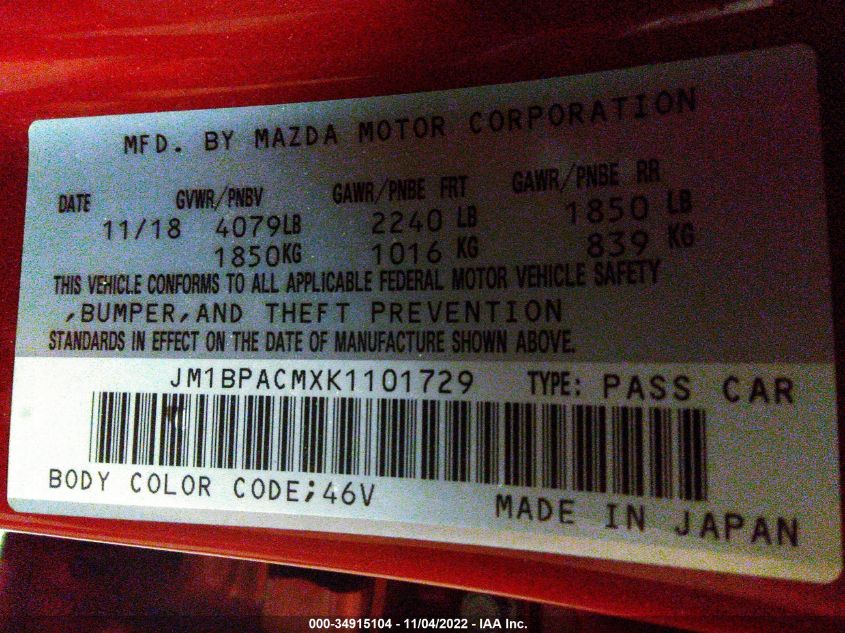 MFD. BY MAZDA MOTOR CORPORATION
DATE GVWR/PNBV GAWR/PNBE FRT GAWR/PNBE RR
11/18 4079LB 2240 LB 1850 LB
1850KG 1016 KG 839 KG
THIS VEHICLE CONFORMS TO ALL APPLICABLE FEDERAL MOTOR VEHICLE SAFETY
,BUMPER,AND THEFT PREVENTION
STANDARDS IN EFFECT ON THE DATE OF MANUFACTURE SHOWN ABOVE.
JM1BPACMXK1101729 TYPE: PASS CAR
BODY COLOR CODE;46V
MADE IN JAPAN
000-34915104 - 11/04/2022 - IAA Inc.